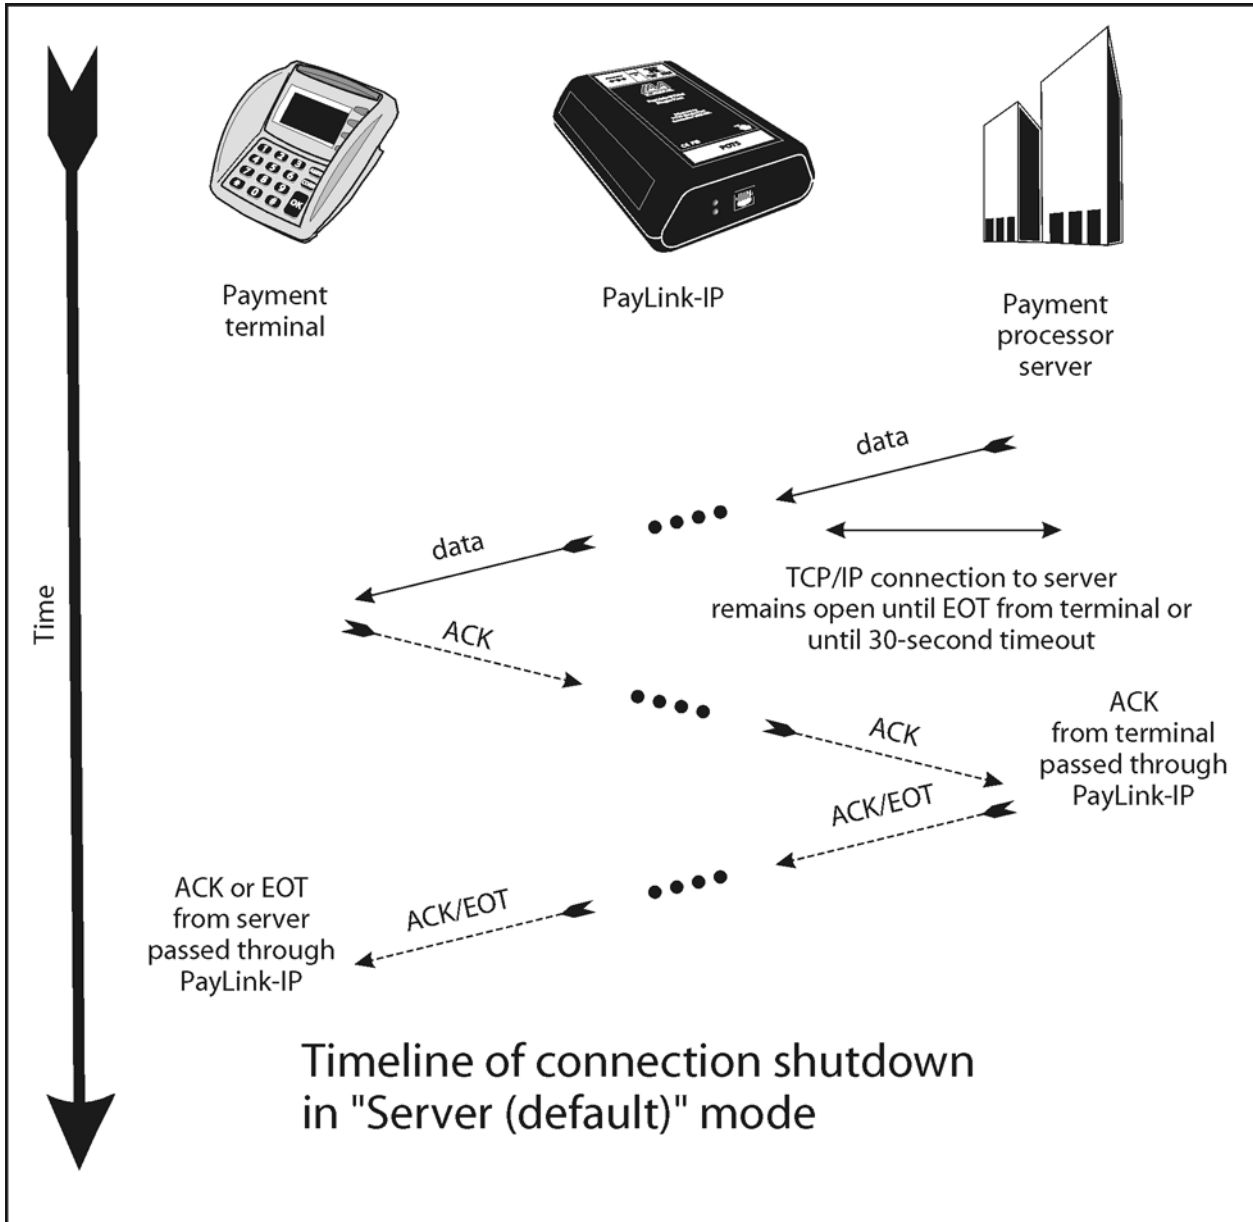 POTS
OK
Payment
terminal
PayLink-IP
Payment
processor
server
data
data
TCP/IP connection to server
remains open until EOT from terminal or
until 30-second timeout
Time
ACK
ACK
ACK
from terminal
passed through
PayLink-IP
ACK/EOT
ACK or EOT
from server
passed through
PayLink-IP
ACK/EOT
Timeline of connection shutdown
in "Server (default)" mode